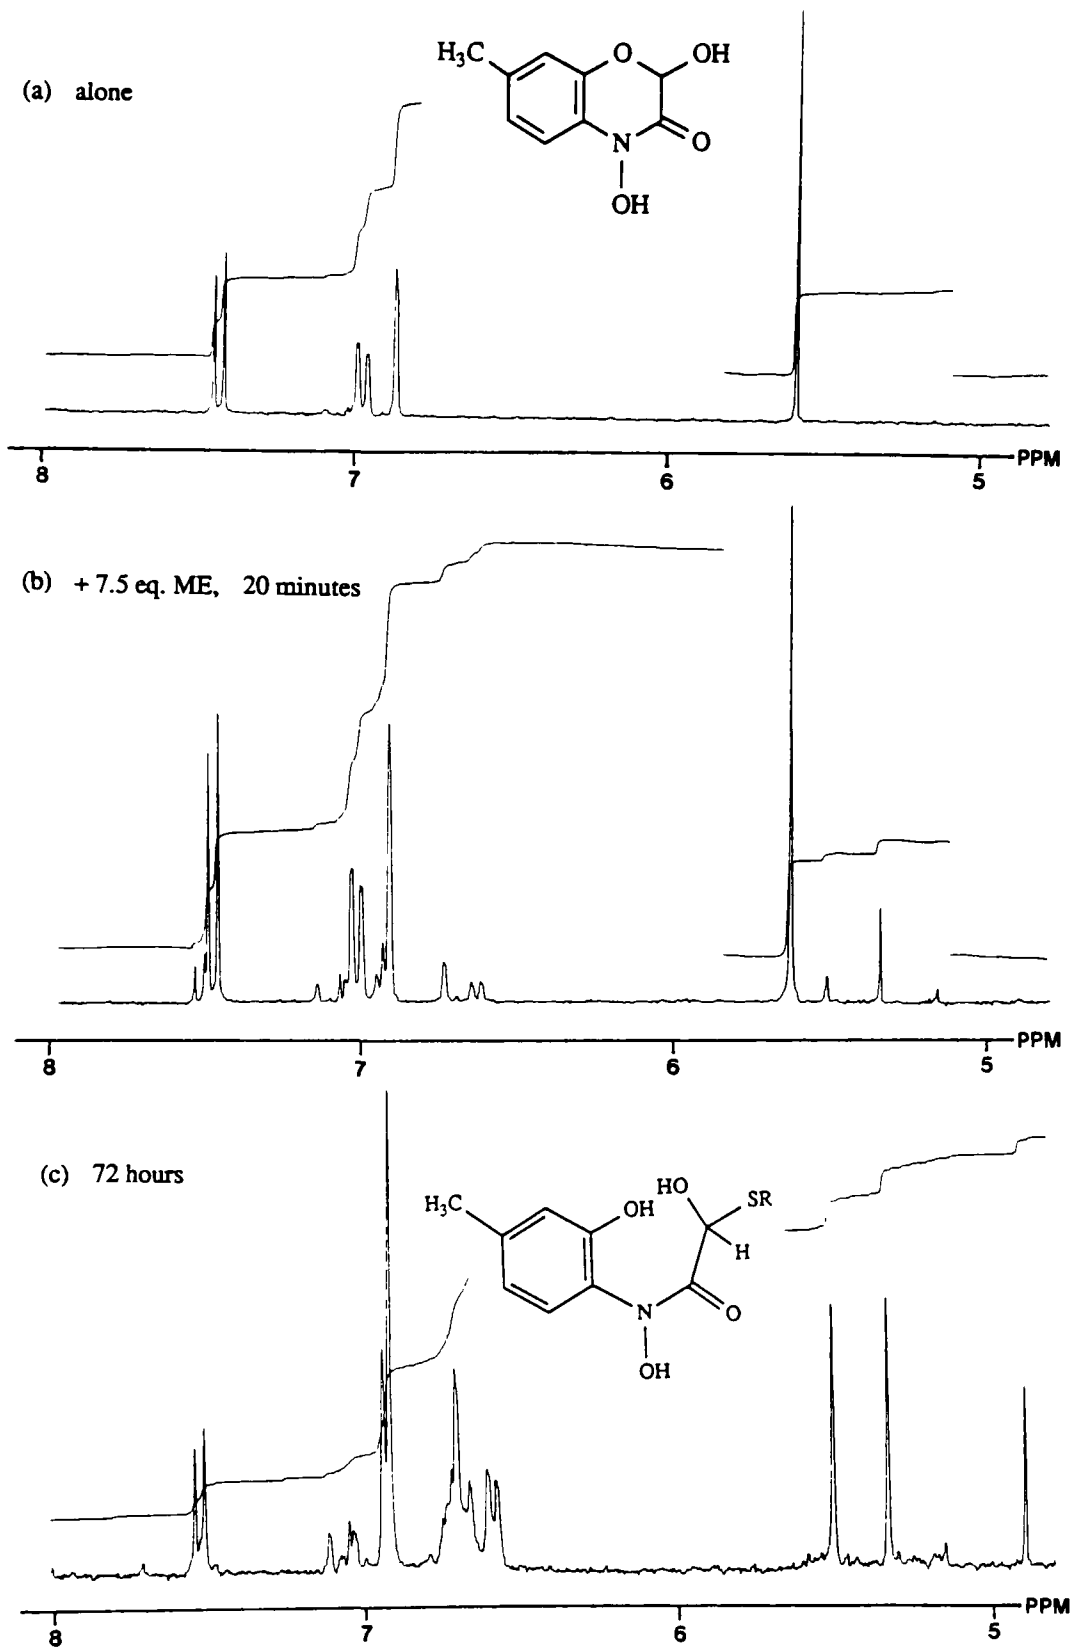 H₃C O OH
(a) alone
N O
OH
8 7 6 5 PPM
(b) + 7.5 eq. ME, 20 minutes
8 7 6 5 PPM
(c) 72 hours
H₃C OH HO SR
H
N O
OH
8 7 6 5 PPM